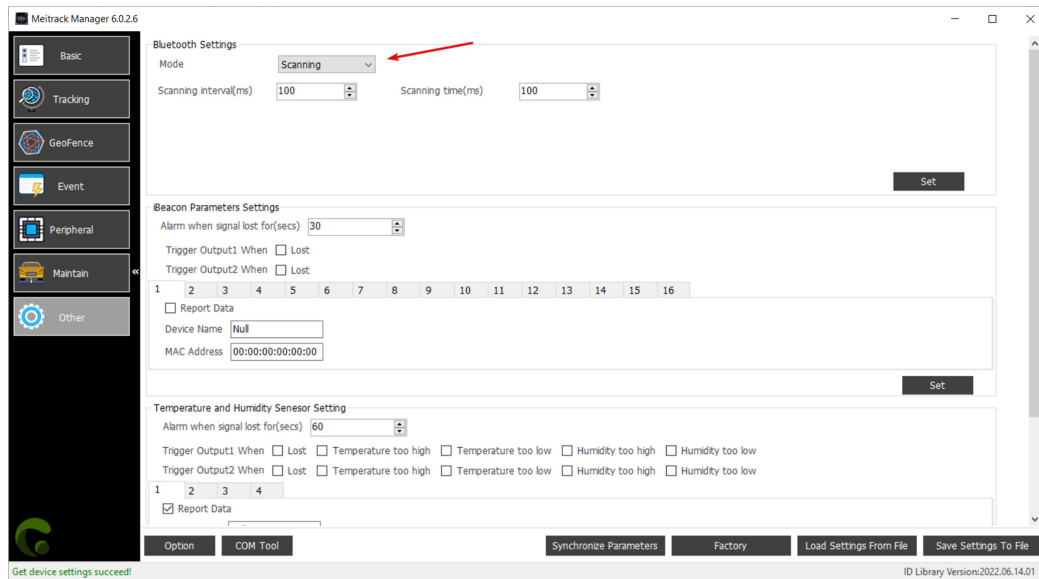 Meitrack Manager 6.0.2.6
Basic
Tracking
GeoFence
Event
Peripheral
Maintain
«
Other
Bluetooth Settings
Mode Scanning
Scanning interval(ms) 100 Scanning time(ms) 100
Set
iBeacon Parameters Settings
Alarm when signal lost for(secs) 30
Trigger Output1 When Lost
Trigger Output2 When Lost
1 2 3 4 5 6 7 8 9 10 11 12 13 14 15 16
Report Data
Device Name Null
MAC Address 00:00:00:00:00:00
Set
Temperature and Humidity Senesor Setting
Alarm when signal lost for(secs) 60
Trigger Output1 When Lost Temperature too high Temperature too low Humidity too high Humidity too low
Trigger Output2 When Lost Temperature too high Temperature too low Humidity too high Humidity too low
1 2 3 4
Report Data
Option COM Tool Synchronize Parameters Factory Load Settings From File Save Settings To File
Get device settings succeed! ID Library Version:2022.06.14.01